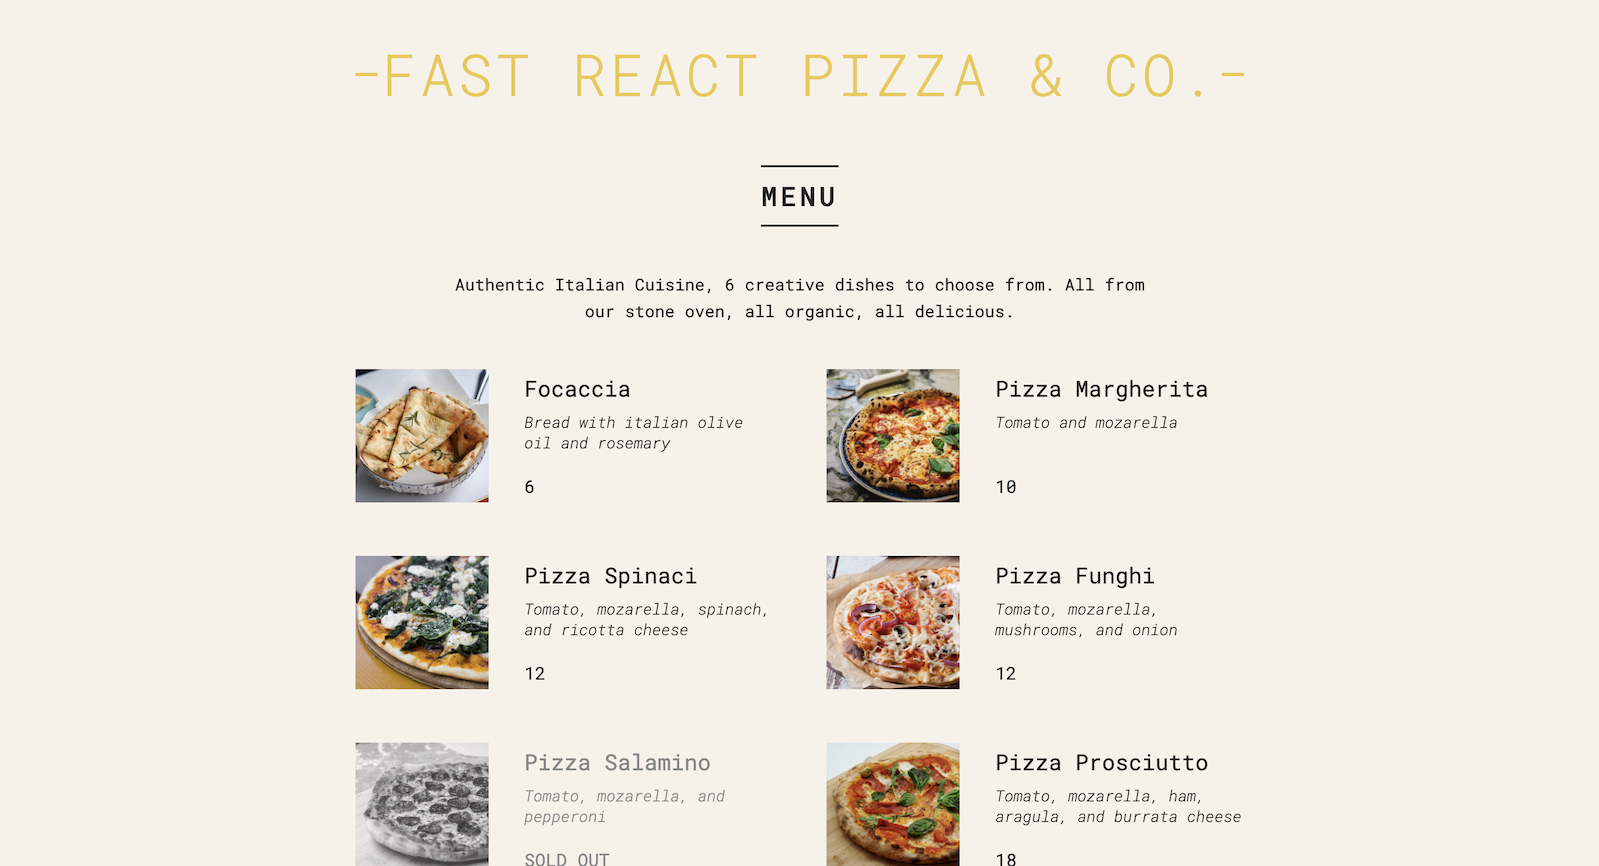 —FAST REACT PIZZA & CO.—
MENU
Authentic Italian Cuisine, 6 creative dishes to choose from. All from
our stone oven, all organic, all delicious.
Focaccia
Bread with italian olive
oil and rosemary
6
Pizza Margherita
Tomato and mozarella
10
Pizza Spinaci
Tomato, mozarella, spinach,
and ricotta cheese
12
Pizza Funghi
Tomato, mozarella,
mushrooms, and onion
12
Pizza Salamino
Tomato, mozarella, and
pepperoni
SOLD OUT
Pizza Prosciutto
Tomato, mozarella, ham,
aragula, and burrata cheese
18